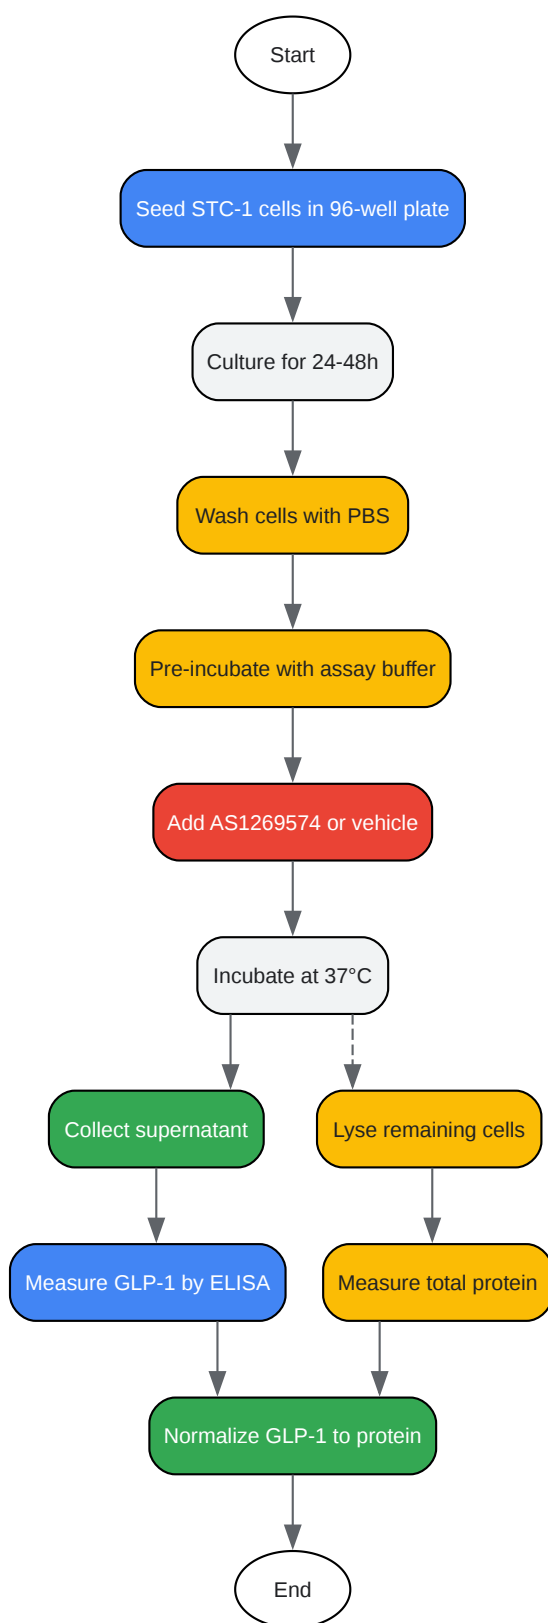 Start
Seed STC-1 cells in 96-well plate
Culture for 24-48h
Wash cells with PBS
Pre-incubate with assay buffer
Add AS1269574 or vehicle
Incubate at 37°C
Collect supernatant
Lyse remaining cells
Measure GLP-1 by ELISA
Measure total protein
Normalize GLP-1 to protein
End